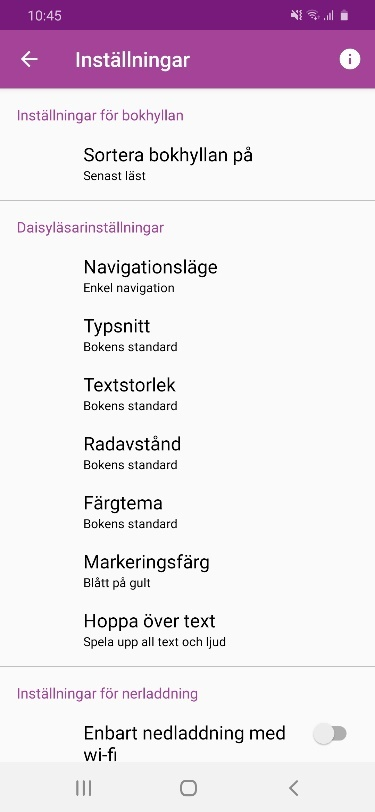 10:45
Inställningar
Inställningar för bokhyllan
Sortera bokhyllan på
Senast läst
Daisyläsarinställningar
Navigationsläge
Enkel navigation
Typsnitt
Bokens standard
Textstorlek
Bokens standard
Radavstånd
Bokens standard
Färgtema
Bokens standard
Markeringsfärg
Blått på gult
Hoppa över text
Spela upp all text och ljud
Inställningar för nerladdning
Enbart nedladdning med
wi-fi